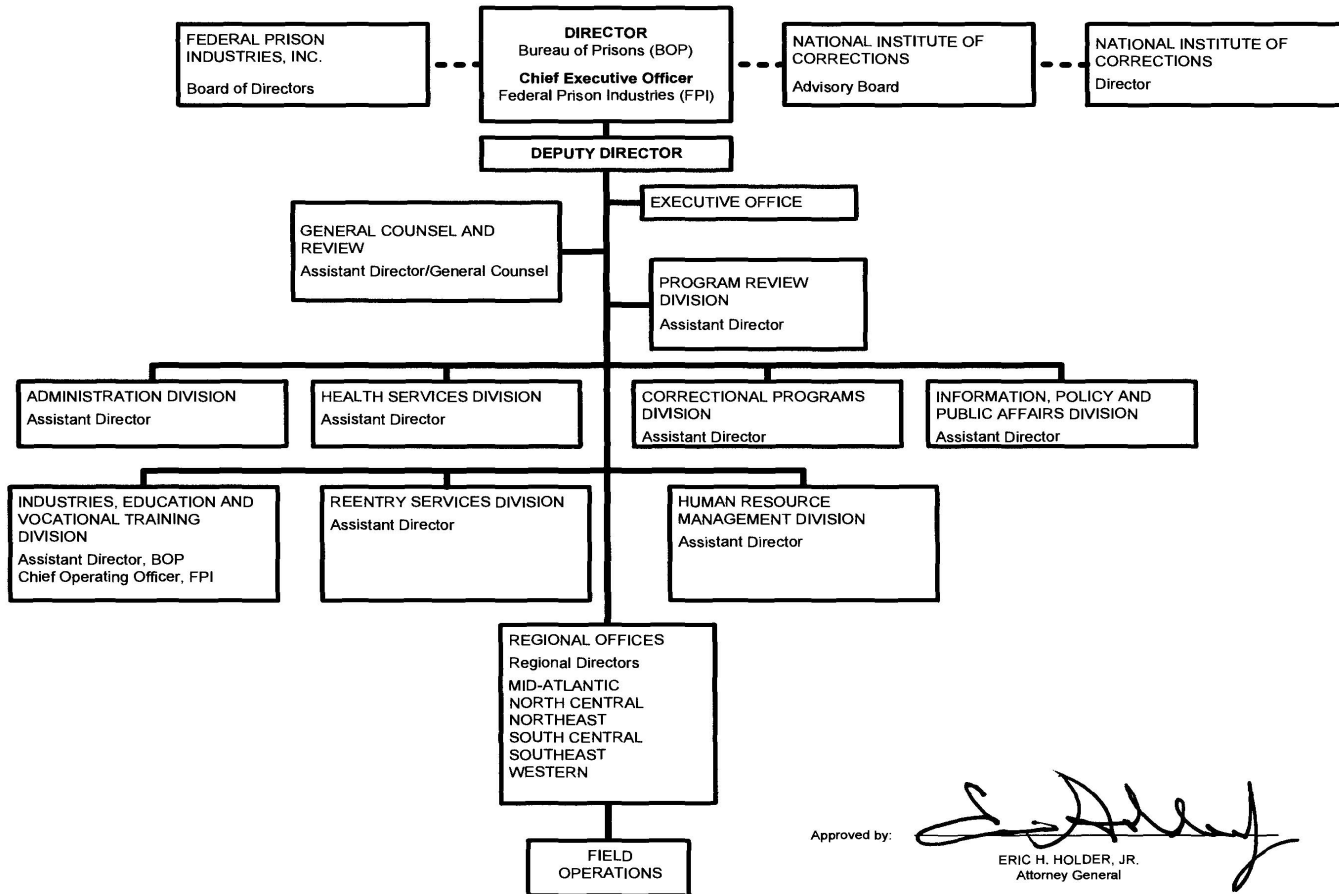 FEDERAL PRISON
INDUSTRIES, INC.
Board of Directors
DIRECTOR
Bureau of Prisons (BOP)
Chief Executive Officer
Federal Prison Industries (FPI)
NATIONAL INSTITUTE OF
CORRECTIONS
Advisory Board
NATIONAL INSTITUTE OF
CORRECTIONS
Director
DEPUTY DIRECTOR
EXECUTIVE OFFICE
GENERAL COUNSEL AND
REVIEW
Assistant Director/General Counsel
PROGRAM REVIEW
DIVISION
Assistant Director
ADMINISTRATION DIVISION
Assistant Director
HEALTH SERVICES DIVISION
Assistant Director
CORRECTIONAL PROGRAMS
DIVISION
Assistant Director
INFORMATION, POLICY AND
PUBLIC AFFAIRS DIVISION
Assistant Director
INDUSTRIES, EDUCATION AND
VOCATIONAL TRAINING
DIVISION
Assistant Director, BOP
Chief Operating Officer, FPI
REENTRY SERVICES DIVISION
Assistant Director
HUMAN RESOURCE
MANAGEMENT DIVISION
Assistant Director
REGIONAL OFFICES
Regional Directors
MID-ATLANTIC
NORTH CENTRAL
NORTHEAST
SOUTH CENTRAL
SOUTHEAST
WESTERN
FIELD
OPERATIONS
Approved by:
ERIC H. HOLDER, JR.
Attorney General